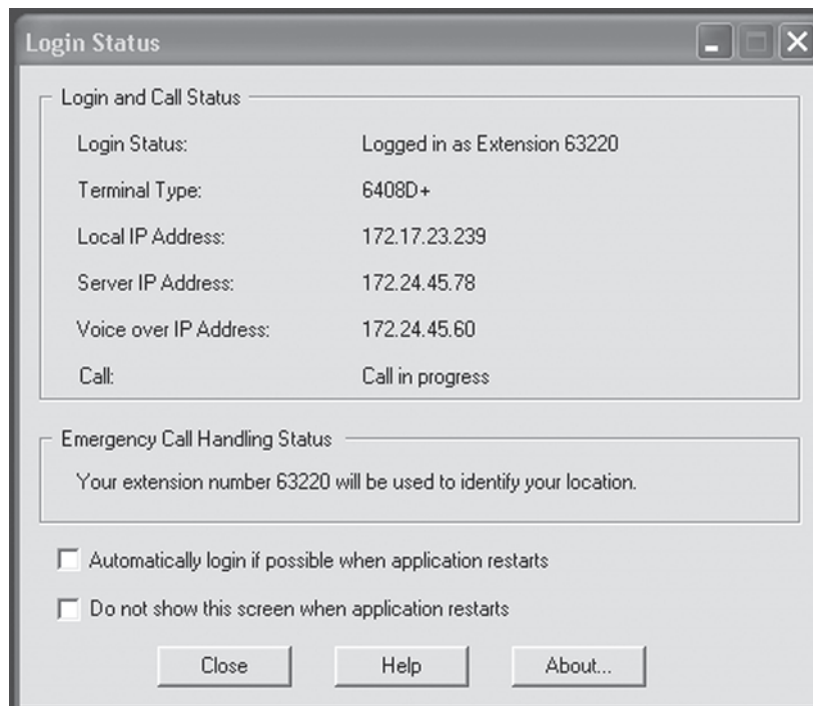 Login Status
Login and Call Status
Login Status: Logged in as Extension 63220
Terminal Type: 6408D+
Local IP Address: 172.17.23.239
Server IP Address: 172.24.45.78
Voice over IP Address: 172.24.45.60
Call: Call in progress
Emergency Call Handling Status
Your extension number 63220 will be used to identify your location.
Automatically login if possible when application restarts
Do not show this screen when application restarts
Close Help About...